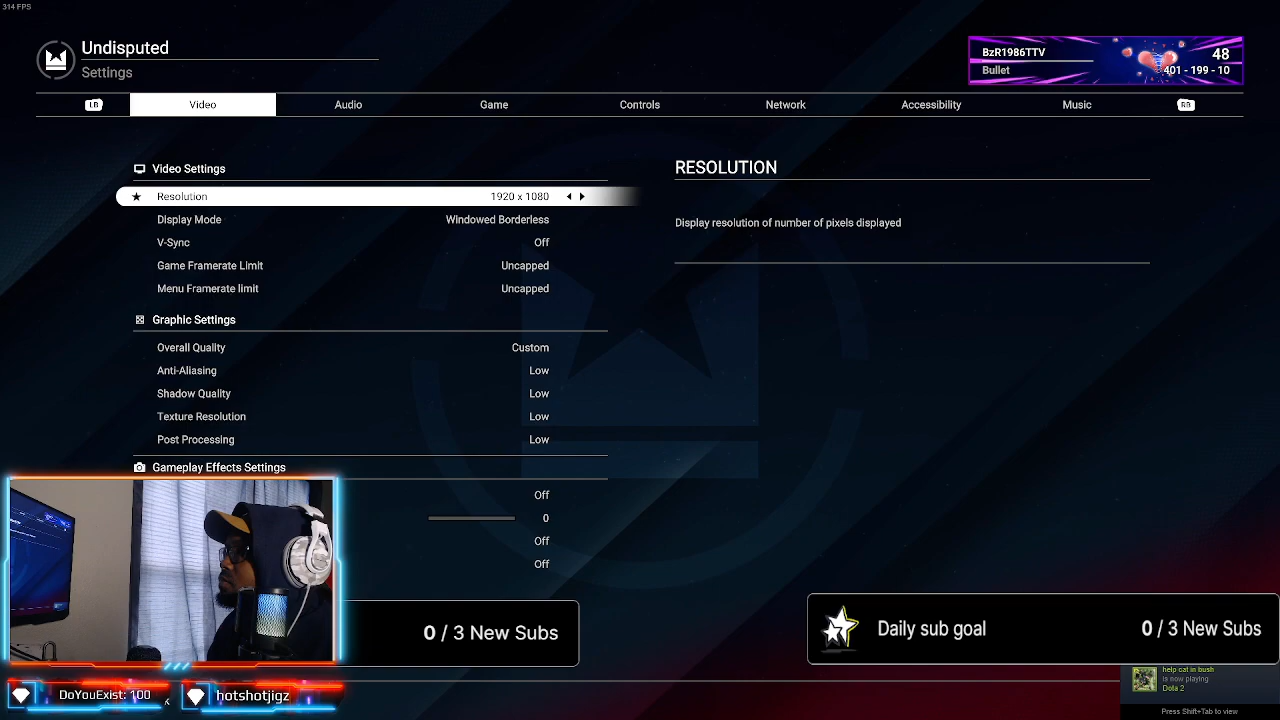 314 FPS
Undisputed
Settings
BzR1986TTV
48
Bullet
401 - 199 - 10
LB
Video
Audio
Game
Controls
Network
Accessibility
Music
RB
Video Settings
Resolution 1920 x 1080
Display Mode Windowed Borderless
V-Sync Off
Game Framerate Limit Uncapped
Menu Framerate limit Uncapped
Graphic Settings
Overall Quality Custom
Anti-Aliasing Low
Shadow Quality Low
Texture Resolution Low
Post Processing Low
Gameplay Effects Settings
Off
0
Off
Off
RESOLUTION
Display resolution of number of pixels displayed
0 / 3 New Subs
Daily sub goal 0 / 3 New Subs
DoYouExist: 100
hotshotjigz
help cat in bush
is now playing
Dota 2
Press Shift+Tab to view